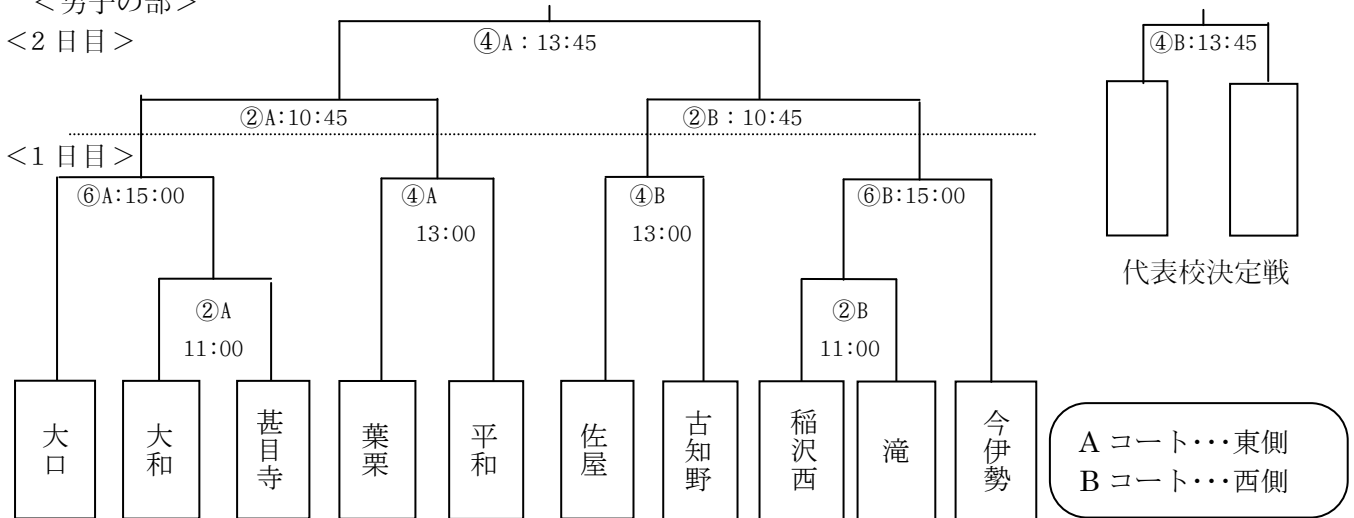 ＜男子の部＞
＜2 日目＞
④A：13:45
④B:13:45
②A:10:45
②B：10:45
＜1 日目＞
⑥A:15:00
④A
13:00
④B
13:00
⑥B:15:00
代表校決定戦
②A
11:00
②B
11:00
大口
大和
甚目寺
葉栗
平和
佐屋
古知野
稲沢西
滝
今伊勢
A コート･･･東側
B コート･･･西側